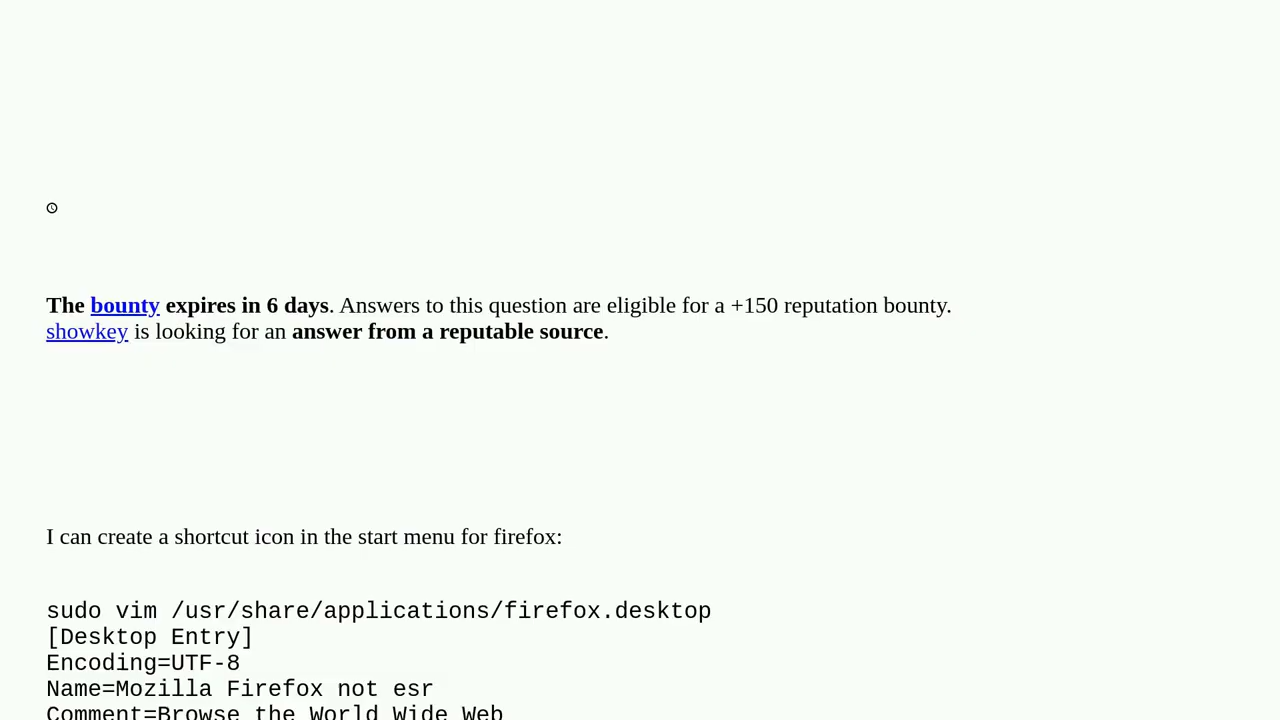 The bounty expires in 6 days. Answers to this question are eligible for a +150 reputation bounty.
showkey is looking for an answer from a reputable source.
I can create a shortcut icon in the start menu for firefox:
sudo vim /usr/share/applications/firefox.desktop
[Desktop Entry]
Encoding=UTF-8
Name=Mozilla Firefox not esr
Comment=Browse the World Wide Web